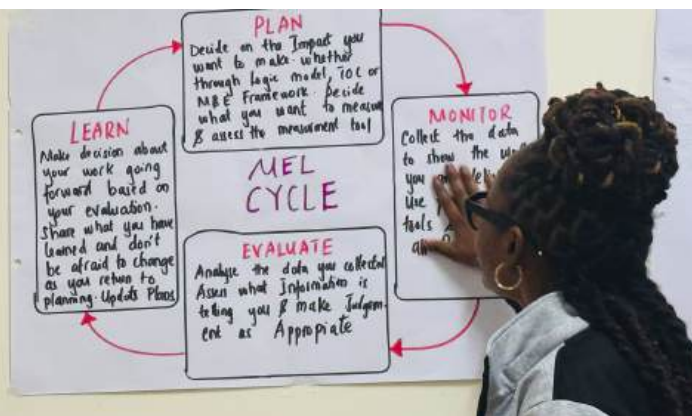 PLAN
Decide on the Impact you
want to make. whether
through logic model, TOC or
M&E Framework. Decide
what you want to measure
& assess the measurement tool
MONITOR
Collect the data
to show the
you
Use
tools
EVALUATE
Analyse the data you collected
Assess what Information is
telling you & make Judgem-
ent as Appropiate
LEARN
Make decision about
your work going
forward based on
your evaluation.
share what you have
learned and don't
be afraid to change
as you return to
planning. Update Plans
MEL
CYCLE